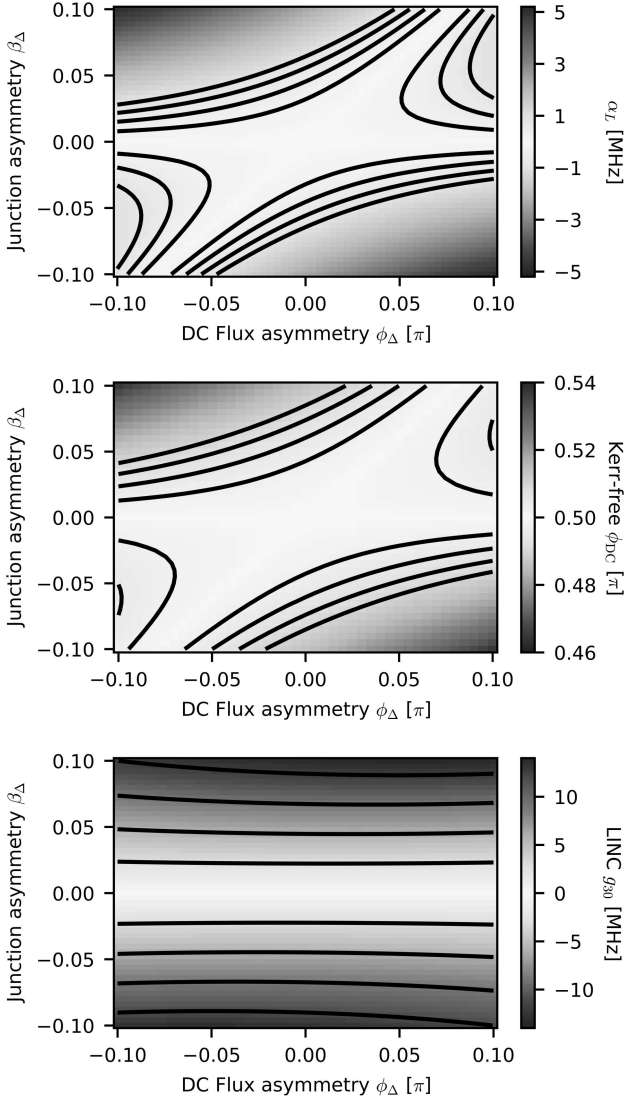 0.10
0.05
0.00
−0.05
−0.10
Junction asymmetry β_Δ
−0.10 −0.05 0.00 0.05 0.10
DC Flux asymmetry ϕ_Δ [π]
5
3
1
−1
−3
−5
α_L [MHz]
0.10
0.05
0.00
−0.05
−0.10
Junction asymmetry β_Δ
−0.10 −0.05 0.00 0.05 0.10
DC Flux asymmetry ϕ_Δ [π]
0.54
0.52
0.50
0.48
0.46
Kerr-free ϕ_DC [π]
0.10
0.05
0.00
−0.05
−0.10
Junction asymmetry β_Δ
−0.10 −0.05 0.00 0.05 0.10
DC Flux asymmetry ϕ_Δ [π]
10
5
0
−5
−10
LINC g_30 [MHz]